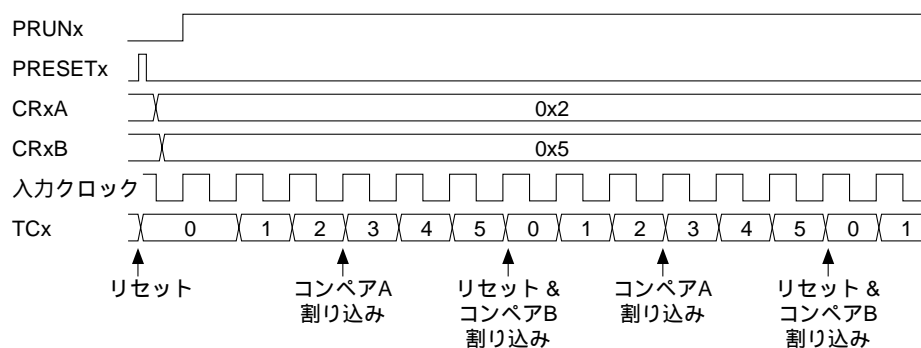 PRUNx
PRESETx
CRxA 0x2
CRxB 0x5
入力クロック
TCx 0 1 2 3 4 5 0 1 2 3 4 5 0 1
リセット コンペアA リセット & コンペアA リセット &
割り込み コンペアB 割り込み コンペアB
割り込み 割り込み